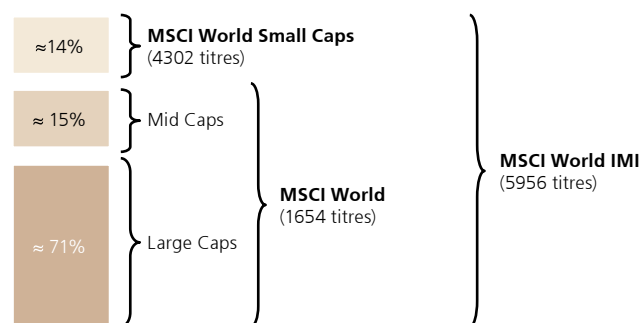 ≈14%
MSCI World Small Caps
(4302 titres)
≈ 15%
Mid Caps
MSCI World IMI
(5956 titres)
MSCI World
(1654 titres)
≈ 71%
Large Caps